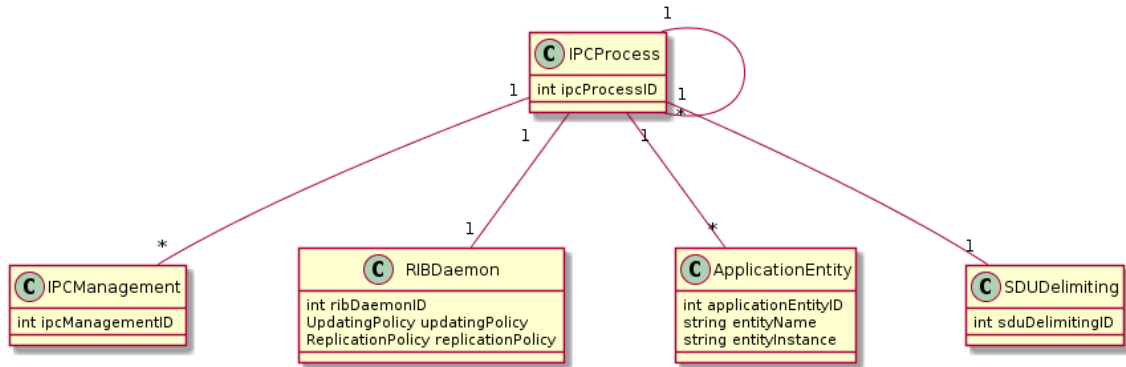 1
C IPCProcess
int ipcProcessID
1
1
*
1
1
*
1
*
1
C IPCManagement
int ipcManagementID
C RIBDaemon
int ribDaemonID
UpdatingPolicy updatingPolicy
ReplicationPolicy replicationPolicy
C ApplicationEntity
int applicationEntityID
string entityName
string entityInstance
C SDUDelimiting
int sduDelimitingID